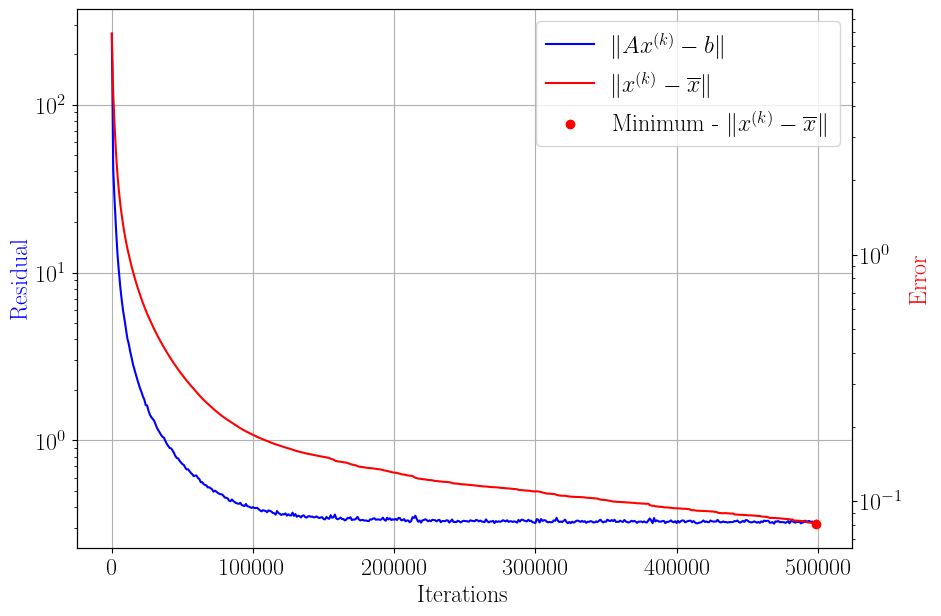 ‖Ax^(k) − b‖
‖x^(k) − x̅‖
Minimum - ‖x^(k) − x̅‖
10^2
10^1
10^0
Residual
10^0
10^−1
Error
0 100000 200000 300000 400000 500000
Iterations